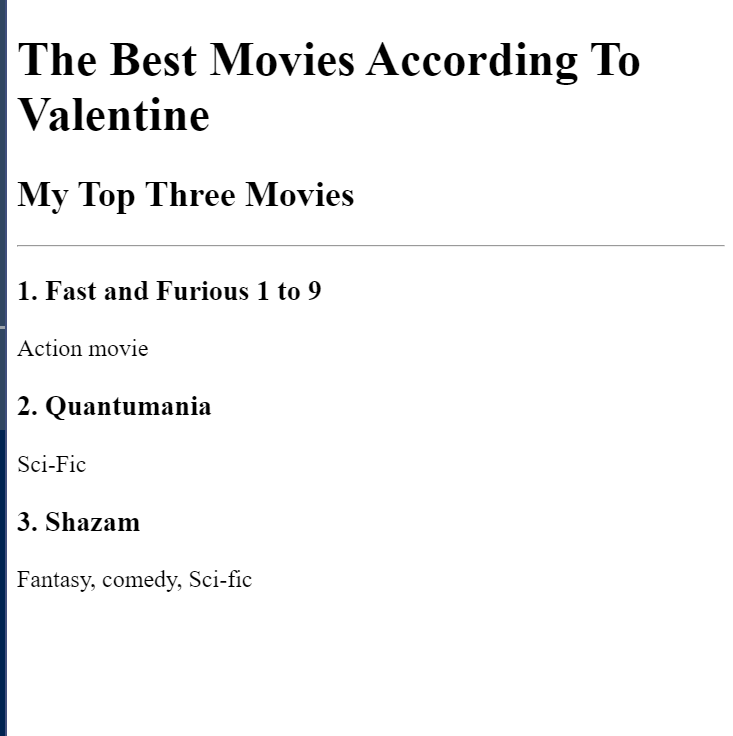 The Best Movies According To
Valentine
My Top Three Movies
1. Fast and Furious 1 to 9
Action movie
2. Quantumania
Sci-Fic
3. Shazam
Fantasy, comedy, Sci-fic